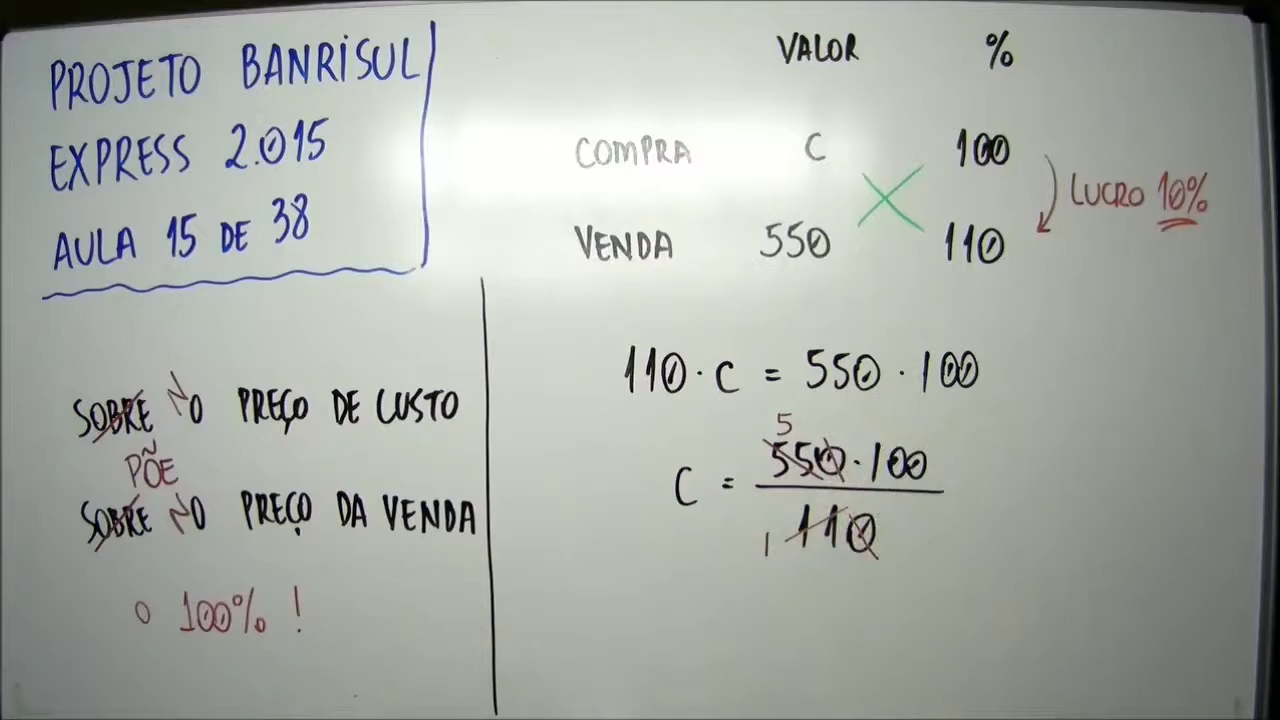 PROJETO BANRISUL
EXPRESS 2.015
AULA 15 DE 38
SOBRE NO PREÇO DE CUSTO
PÕE
SOBRE NO PREÇO DA VENDA
O 100% !
VALOR %
COMPRA C 100
VENDA 550 110
LUCRO 10%
110 · C = 550 · 100
5
C = 550 · 100
1 110